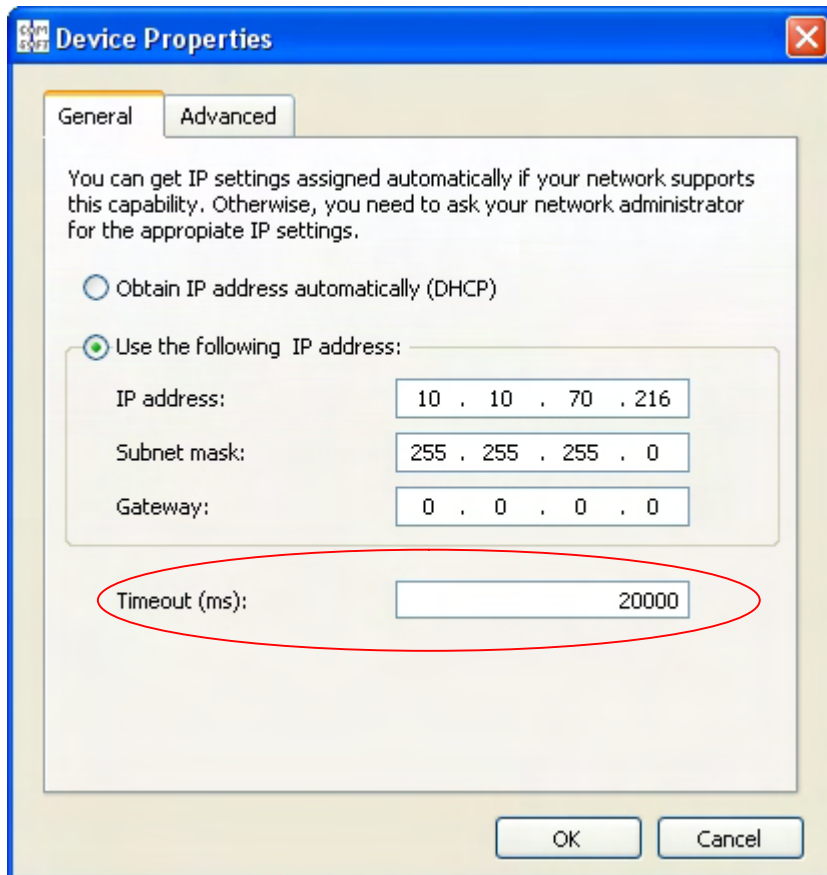 COM SOFT Device Properties
General Advanced
You can get IP settings assigned automatically if your network supports
this capability. Otherwise, you need to ask your network administrator
for the appropiate IP settings.
Obtain IP address automatically (DHCP)
Use the following IP address:
IP address: 10 . 10 . 70 . 216
Subnet mask: 255 . 255 . 255 . 0
Gateway: 0 . 0 . 0 . 0
Timeout (ms): 20000
OK Cancel